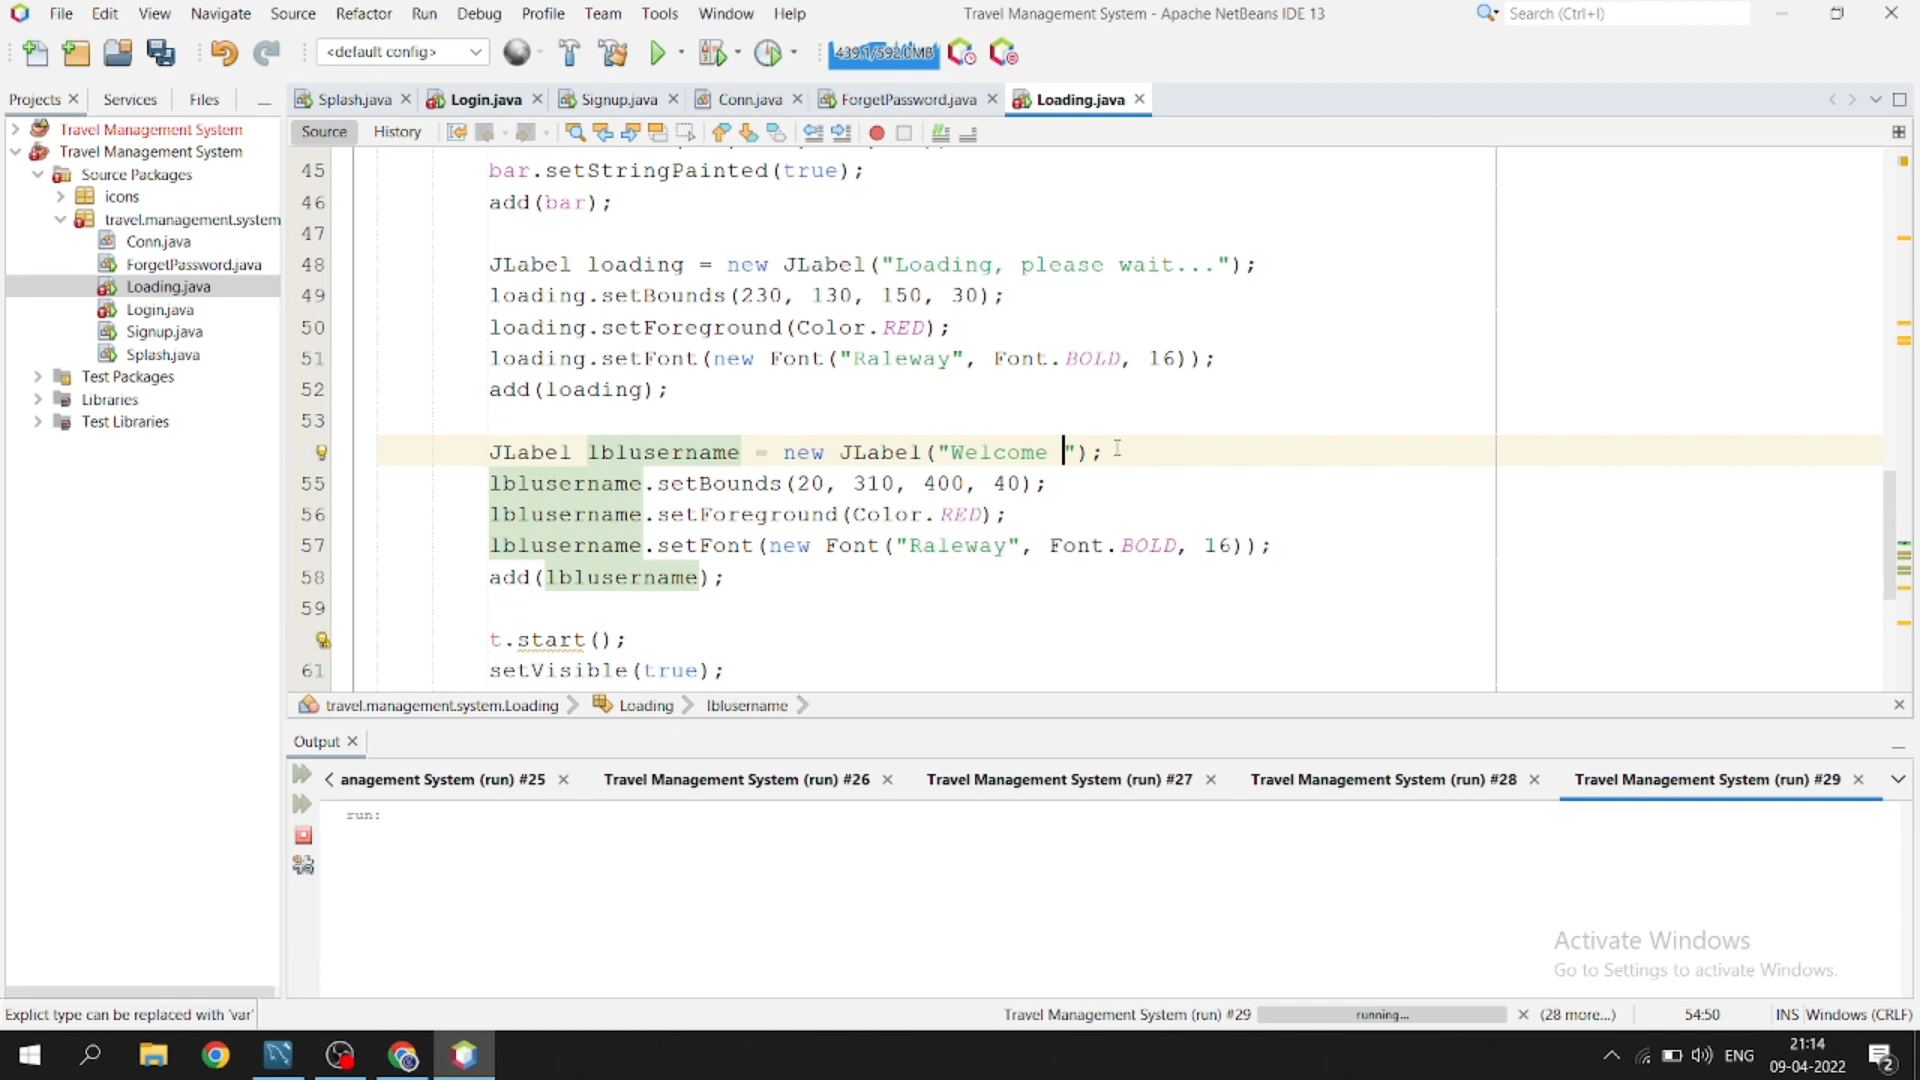 File Edit View Navigate Source Refactor Run Debug Profile Team Tools Window Help Travel Management System - Apache NetBeans IDE 13 Search (Ctrl+I)
<default config> 439.1/592.0MB
Projects Services Files Splash.java Login.java Signup.java Conn.java ForgetPassword.java Loading.java
Source History
Travel Management System
Travel Management System
Source Packages
icons
travel.management.system
Conn.java
ForgetPassword.java
Loading.java
Login.java
Signup.java
Splash.java
Test Packages
Libraries
Test Libraries
45 bar.setStringPainted(true);
46 add(bar);
47
48 JLabel loading = new JLabel("Loading, please wait...");
49 loading.setBounds(230, 130, 150, 30);
50 loading.setForeground(Color.RED);
51 loading.setFont(new Font("Raleway", Font.BOLD, 16));
52 add(loading);
53
JLabel lblusername = new JLabel("Welcome ");
55 lblusername.setBounds(20, 310, 400, 40);
56 lblusername.setForeground(Color.RED);
57 lblusername.setFont(new Font("Raleway", Font.BOLD, 16));
58 add(lblusername);
59
t.start();
61 setVisible(true);
travel.management.system.Loading Loading lblusername
Output
anagement System (run) #25 Travel Management System (run) #26 Travel Management System (run) #27 Travel Management System (run) #28 Travel Management System (run) #29
run:
Activate Windows
Go to Settings to activate Windows.
Explict type can be replaced with 'var' Travel Management System (run) #29 running... (28 more...) 54:50 INS Windows (CRLF)
ENG 21:14
09-04-2022 2